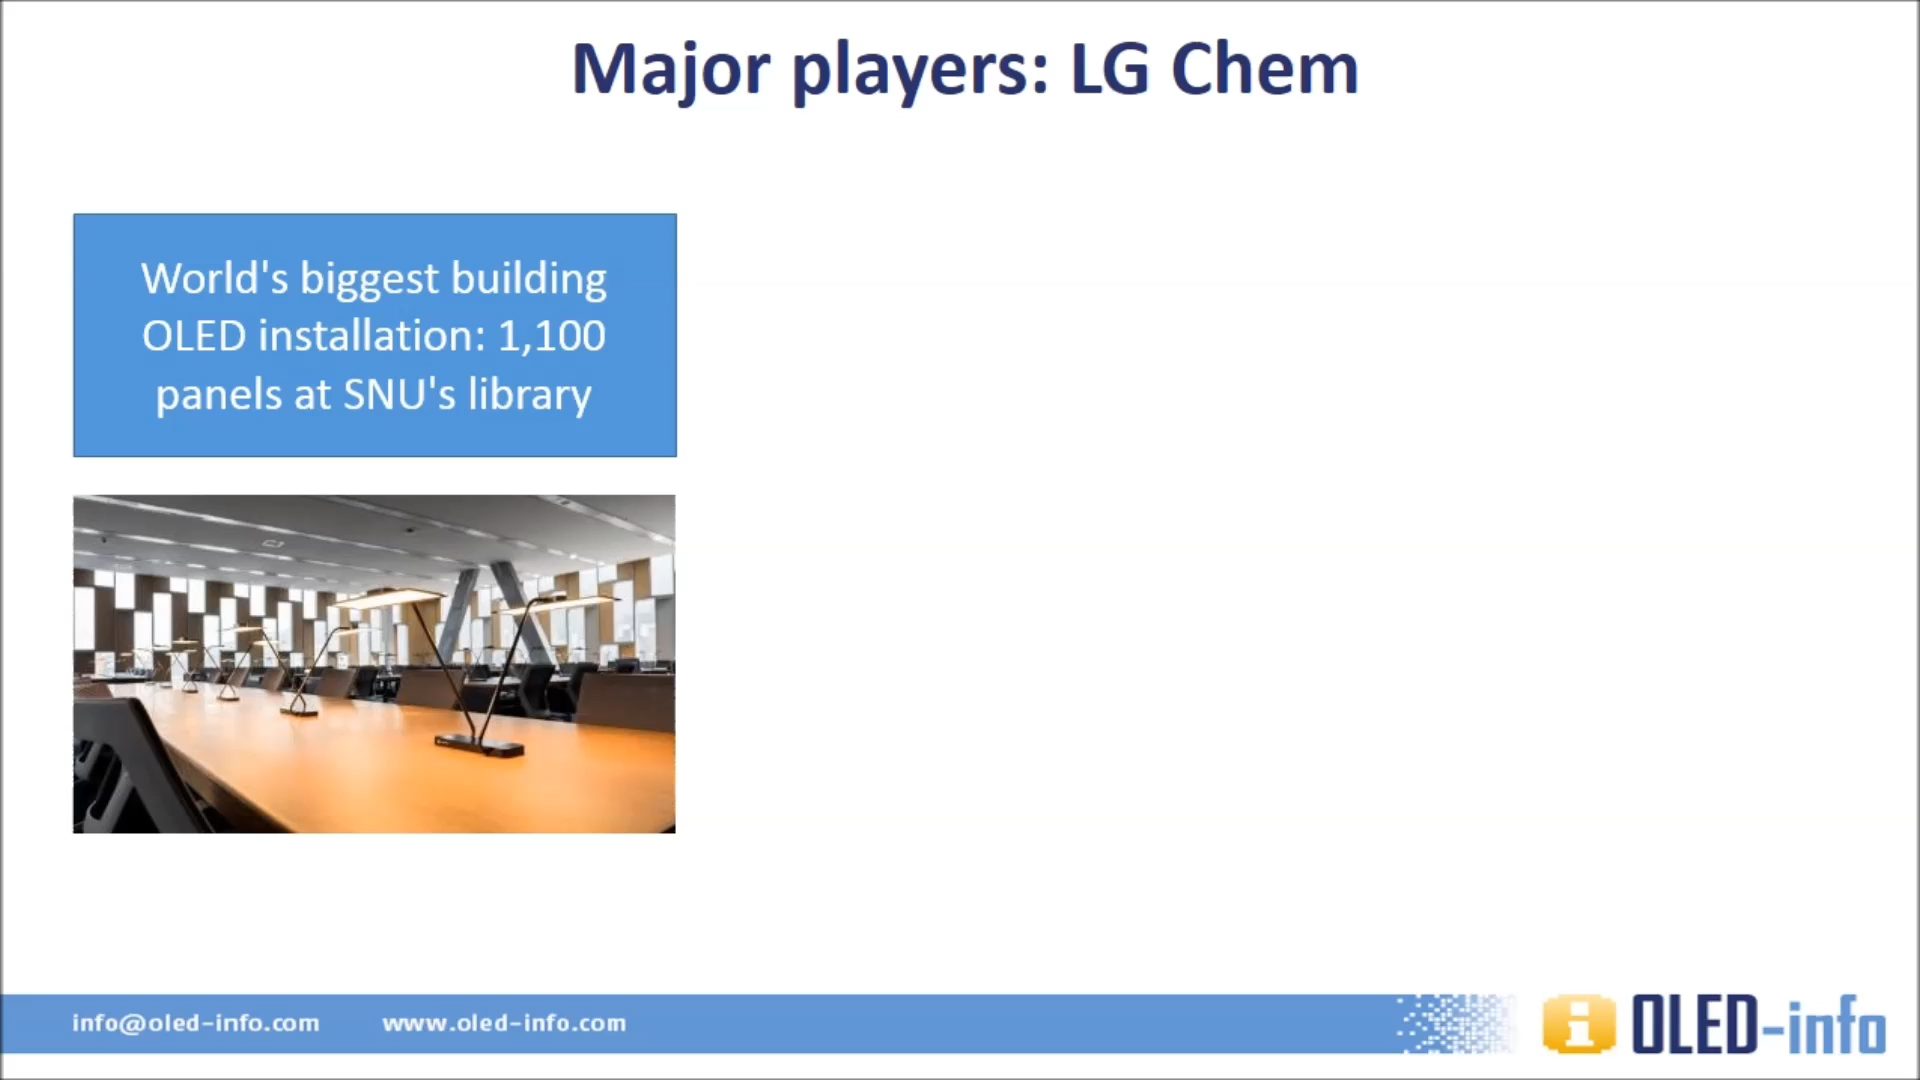 Major players: LG Chem
World's biggest building
OLED installation: 1,100
panels at SNU's library
info@oled-info.com www.oled-info.com
OLED-info